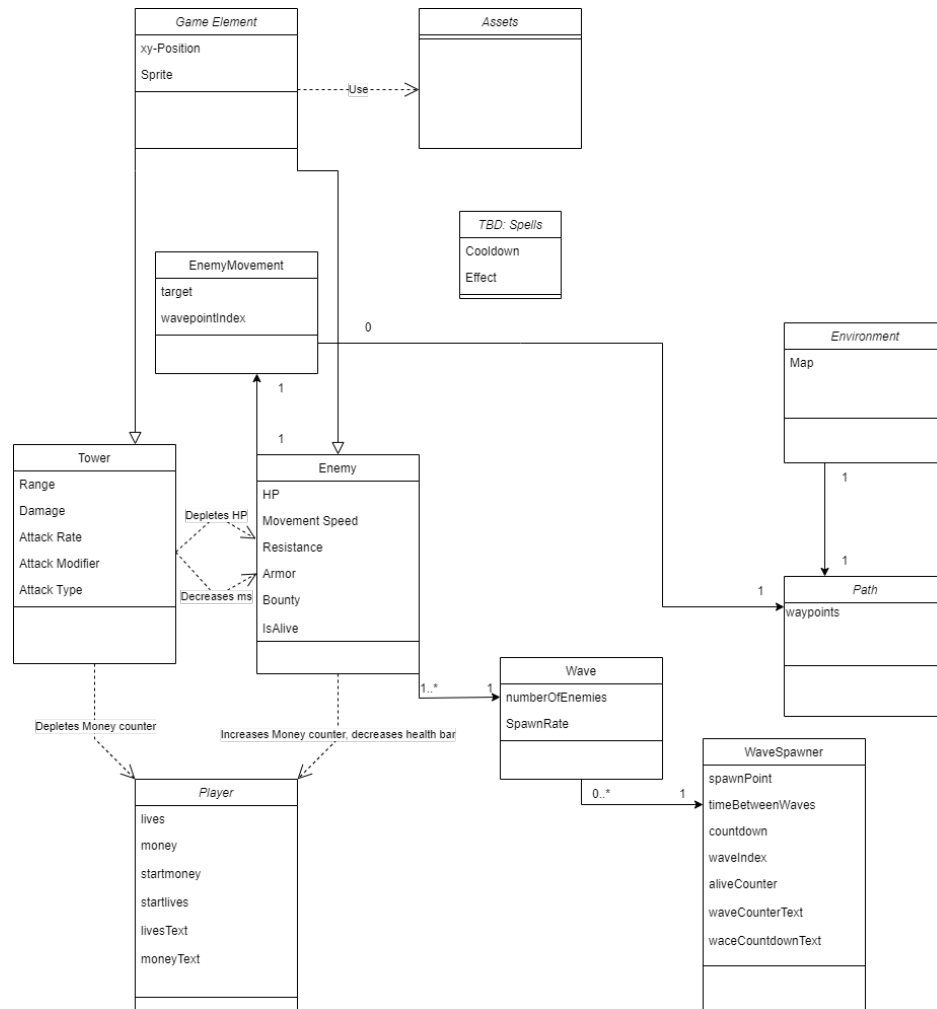 Game Element
xy-Position
Sprite
Assets
Use
TBD: Spells
Cooldown
Effect
EnemyMovement
target
wavepointIndex
0
1
1
Environment
Map
1
1
Tower
Range
Damage
Attack Rate
Attack Modifier
Attack Type
Depletes HP
Decreases ms
Enemy
HP
Movement Speed
Resistance
Armor
Bounty
IsAlive
1
Path
waypoints
1..*
1
Wave
numberOfEnemies
SpawnRate
Depletes Money counter
Increases Money counter, decreases health bar
0..*
1
WaveSpawner
spawnPoint
timeBetweenWaves
countdown
waveIndex
aliveCounter
waveCounterText
waceCountdownText
Player
lives
money
startmoney
startlives
livesText
moneyText